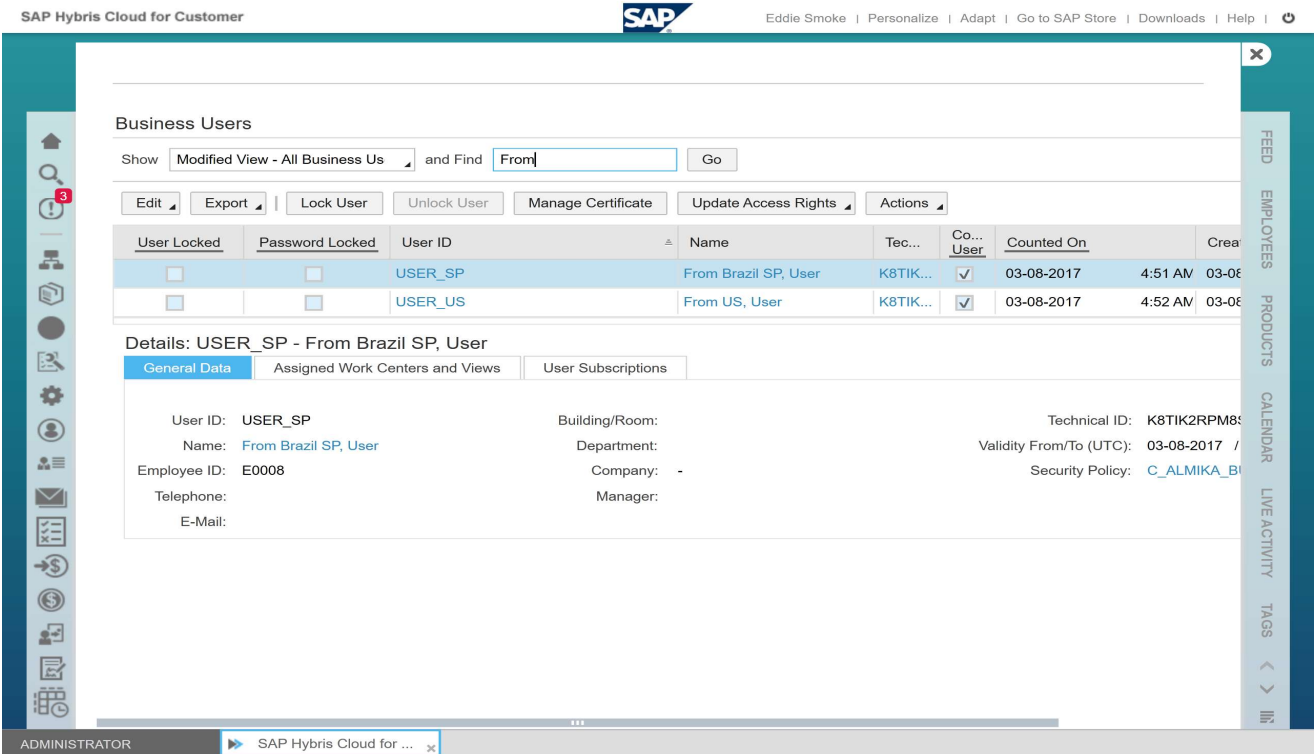 SAP Hybris Cloud for Customer
SAP
Eddie Smoke | Personalize | Adapt | Go to SAP Store | Downloads | Help |
Business Users
Show Modified View - All Business Us and Find From Go
3
Edit Export | Lock User Unlock User Manage Certificate Update Access Rights Actions
User Locked Password Locked User ID Name Tec... Co... User Counted On Crea
USER_SP From Brazil SP, User K8TIK... 03-08-2017 4:51 AM 03-08
USER_US From US, User K8TIK... 03-08-2017 4:52 AM 03-08
Details: USER_SP - From Brazil SP, User
General Data Assigned Work Centers and Views User Subscriptions
User ID: USER_SP Building/Room: Technical ID: K8TIK2RPM8S
Name: From Brazil SP, User Department: Validity From/To (UTC): 03-08-2017 /
Employee ID: E0008 Company: - Security Policy: C_ALMIKA_BU
Telephone: Manager:
E-Mail:
FEED
EMPLOYEES
PRODUCTS
CALENDAR
LIVE ACTIVITY
TAGS
ADMINISTRATOR SAP Hybris Cloud for ...